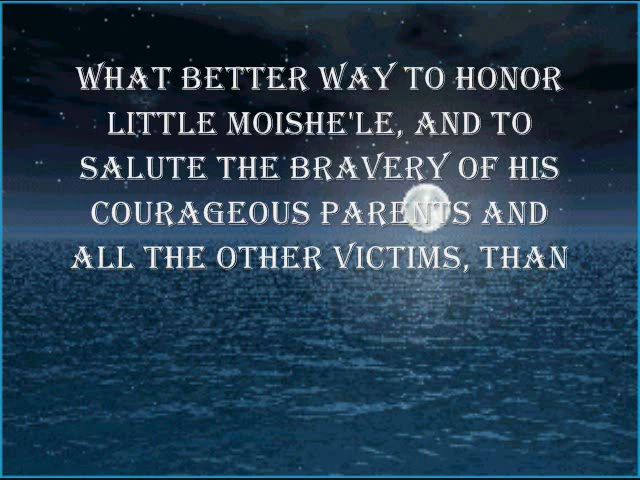 WHAT BETTER WAY TO HONOR
LITTLE MOISHE'LE, AND TO
SALUTE THE BRAVERY OF HIS
COURAGEOUS PARENTS AND
ALL THE OTHER VICTIMS, THAN